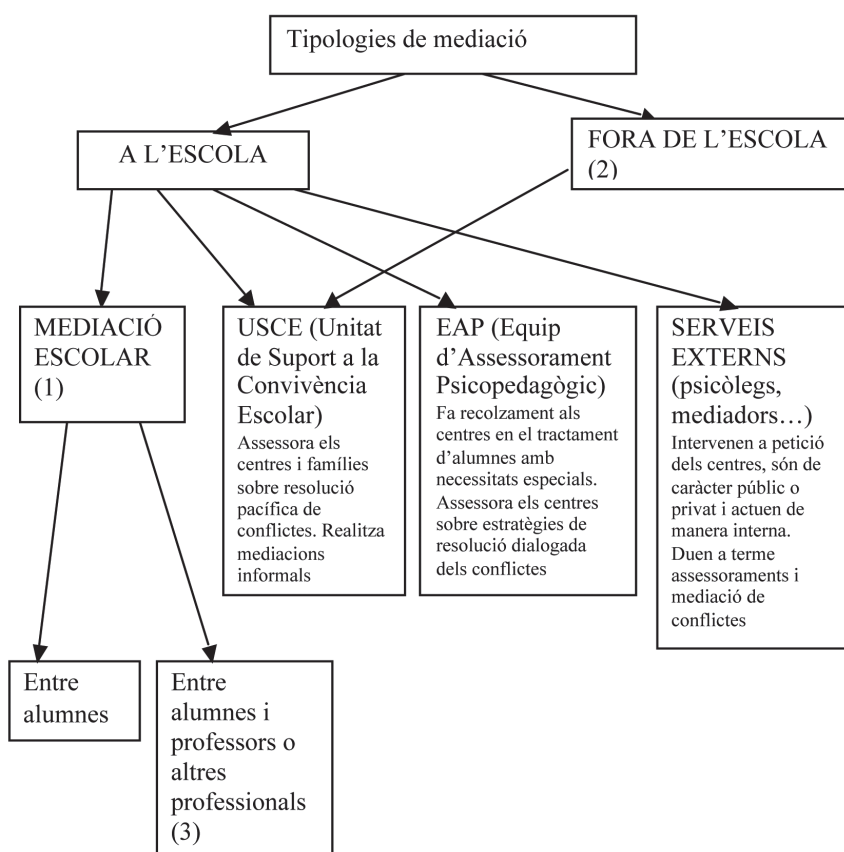 Tipologies de mediació
A L’ESCOLA
FORA DE L’ESCOLA
(2)
MEDIACIÓ
ESCOLAR
(1)
USCE (Unitat
de Suport a la
Convivència
Escolar)
Assessora els
centres i famílies
sobre resolució
pacífica de
conflictes. Realitza
mediacions
informals
EAP (Equip
d’Assessorament
Psicopedagògic)
Fa recolzament als
centres en el tractament
d’alumnes amb
necessitats especials.
Assessora els centres
sobre estratègies de
resolució dialogada
dels conflictes
SERVEIS
EXTERNS
(psicòlegs,
mediadors…)
Intervenen a petició
dels centres, són de
caràcter públic o
privat i actuen de
manera interna.
Duen a terme
assessoraments i
mediació de
conflictes
Entre
alumnes
Entre
alumnes i
professors o
altres
professionals
(3)